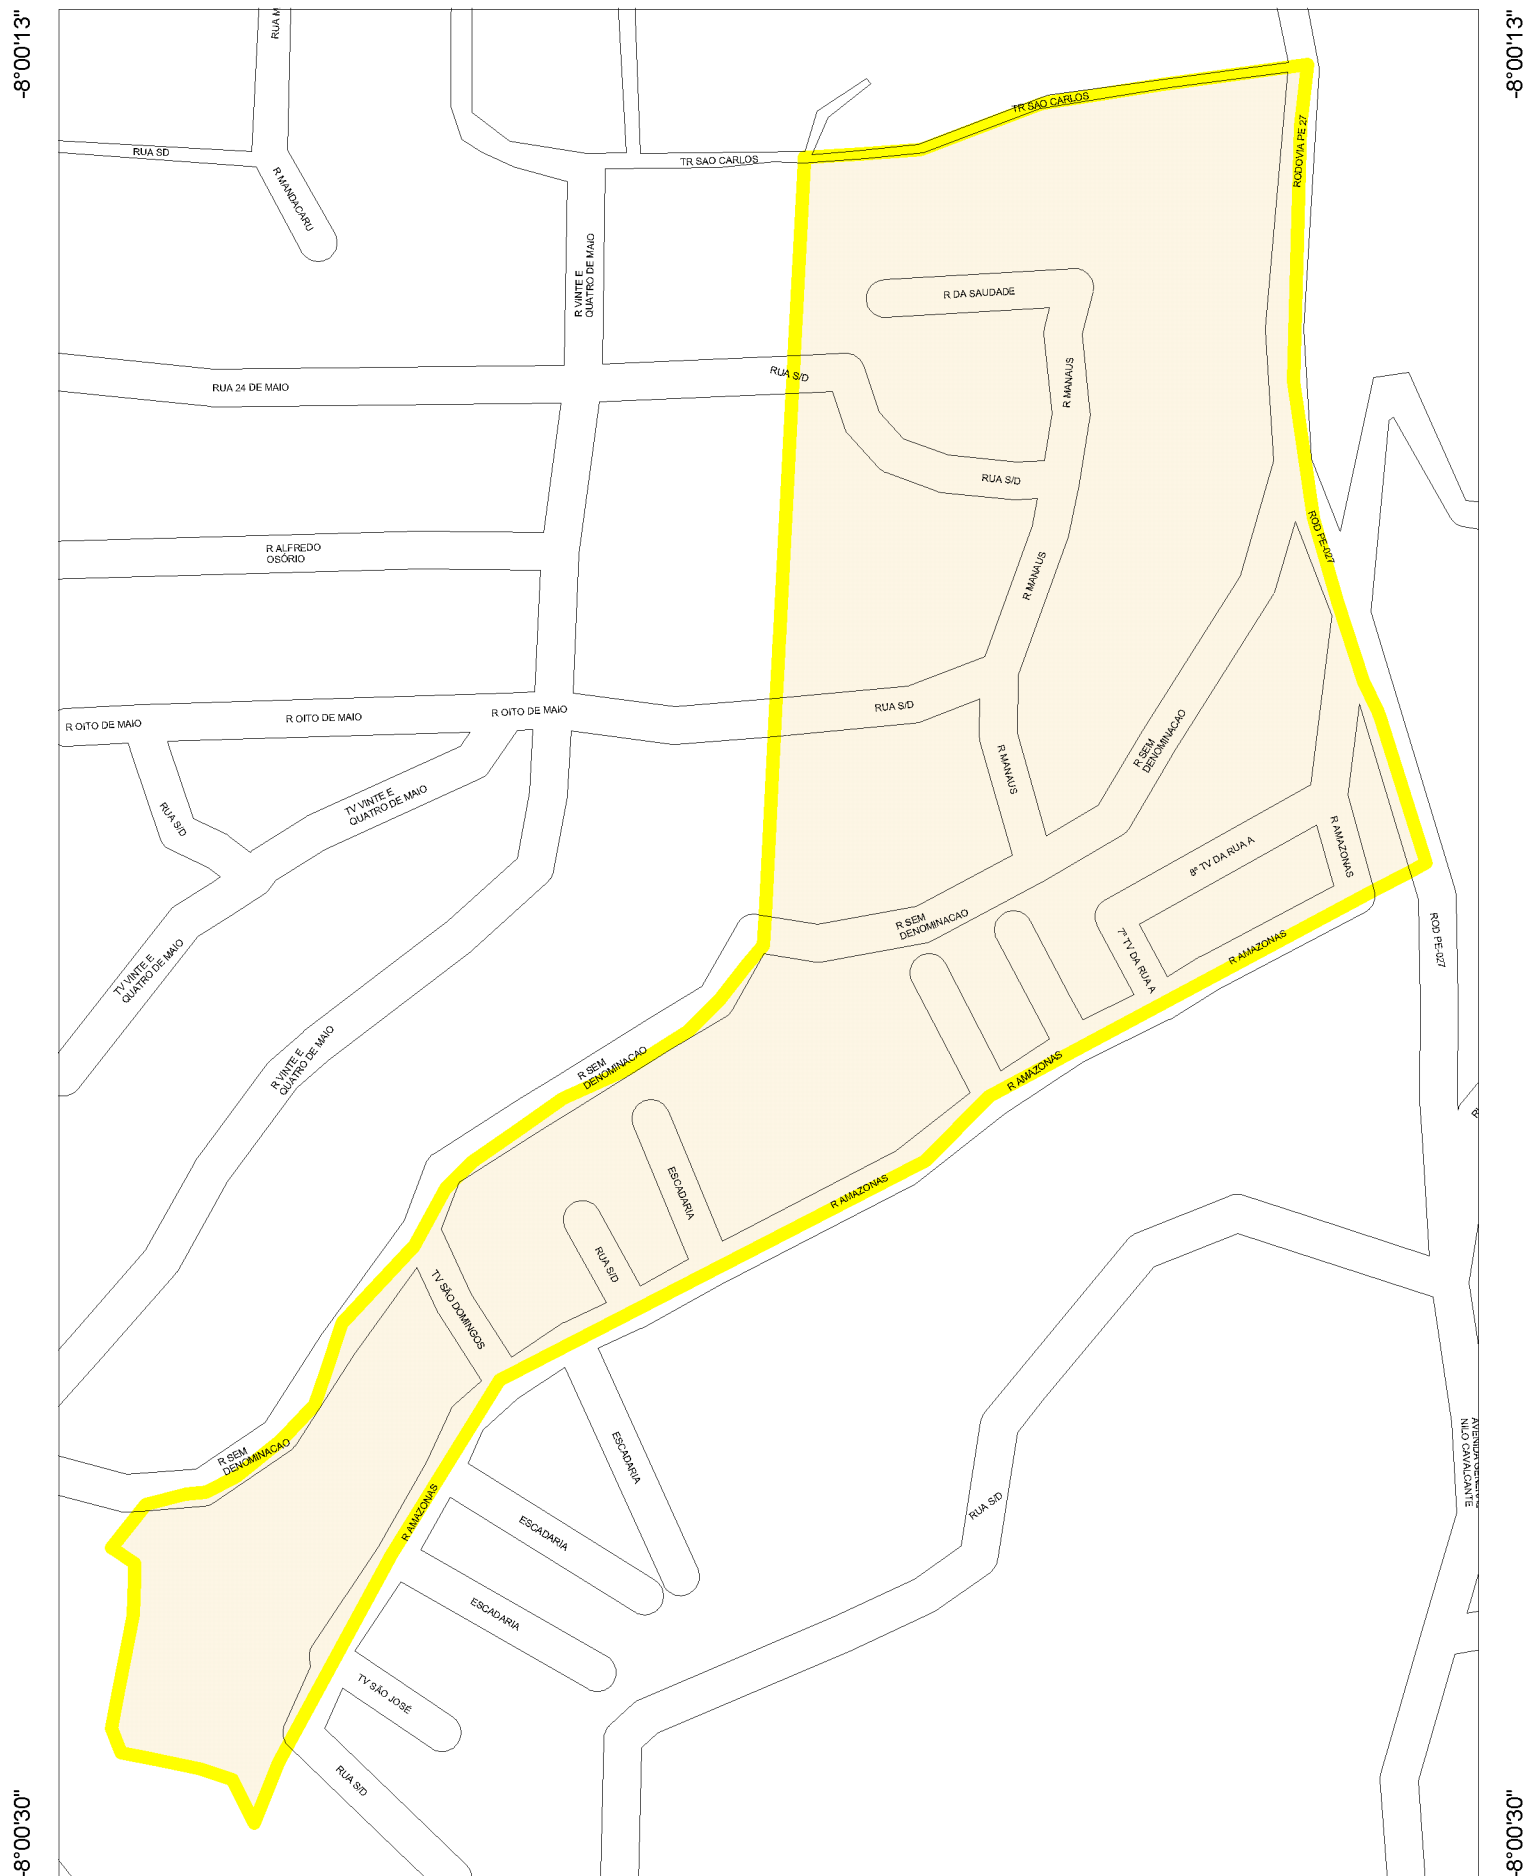 -8°00'13"
-8°00'13"
RUA M
TR SAO CARLOS
RODOVIA PE 27
RUA SD
TR SAO CARLOS
R MANDACARU
R VINTE E
QUATRO DE MAIO
R DA SAUDADE
RUA 24 DE MAIO
RUA S/D
R MANAUS
RUA S/D
ROD PE-027
R ALFREDO
OSÓRIO
R MANAUS
R OITO DE MAIO
R OITO DE MAIO
R OITO DE MAIO
RUA S/D
R SEM
DENOMINACAO
R MANAUS
TV VINTE E
QUATRO DE MAIO
RUA S/D
R AMAZONAS
8ª TV DA RUA A
R SEM
DENOMINACAO
ROD PE-027
7ª TV DA RUA A
R AMAZONAS
TV VINTE E
QUATRO DE MAIO
R VINTE E
QUATRO DE MAIO
R SEM
DENOMINACAO
R AMAZONAS
ESCADARIA
R AMAZONAS
RUA S/D
TV SÃO DOMINGOS
R SEM
DENOMINACAO
ESCADARIA
NILO CAVALCANTE
R AMAZONAS
ESCADARIA
RUA S/D
ESCADARIA
TV SÃO JOSÉ
RUA S/D
-8°00'30"
-8°00'30"